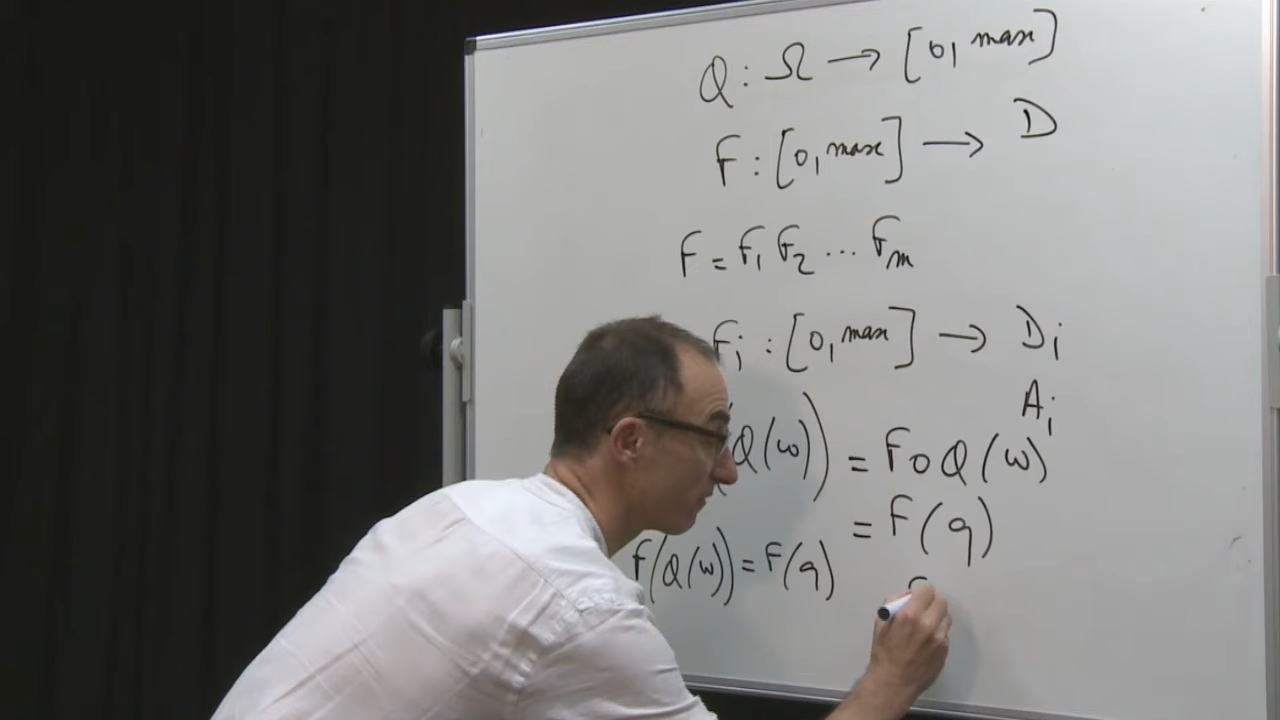 Q : Ω → [0, max]
F : [0, max] → D
F = F₁ F₂ ... Fₘ
Fᵢ : [0, max] → Dᵢ
Aᵢ
Q(ω)) = F o Q(ω)
= F(q)
F(Q(ω)) = F(q)